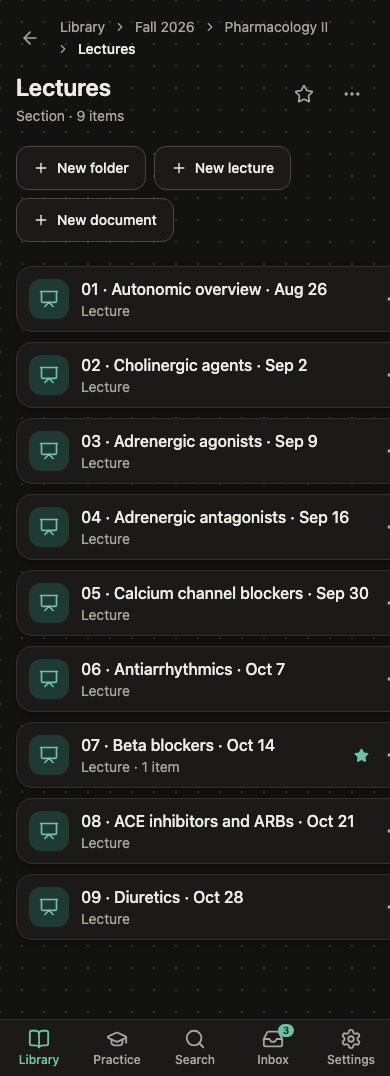 Library > Fall 2026 > Pharmacology II
> Lectures
Lectures
Section · 9 items
+ New folder
+ New lecture
+ New document
01 · Autonomic overview · Aug 26
Lecture
02 · Cholinergic agents · Sep 2
Lecture
03 · Adrenergic agonists · Sep 9
Lecture
04 · Adrenergic antagonists · Sep 16
Lecture
05 · Calcium channel blockers · Sep 30
Lecture
06 · Antiarrhythmics · Oct 7
Lecture
07 · Beta blockers · Oct 14
Lecture · 1 item
08 · ACE inhibitors and ARBs · Oct 21
Lecture
09 · Diuretics · Oct 28
Lecture
3
Library
Practice
Search
Inbox
Settings